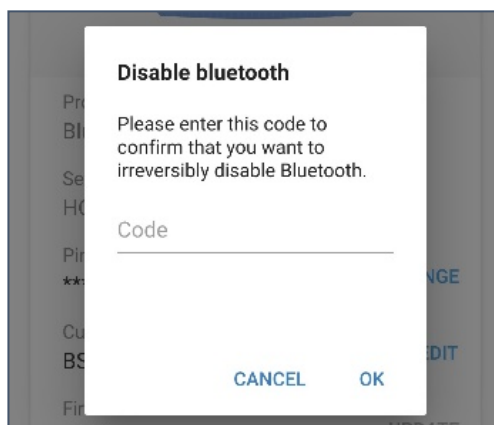 Disable bluetooth
Please enter this code to
confirm that you want to
irreversibly disable Bluetooth.
Code
CANCEL OK